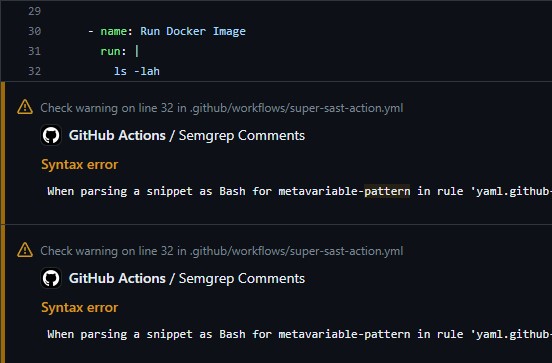 29
30 - name: Run Docker Image
31 run: |
32 ls -lah
Check warning on line 32 in .github/workflows/super-sast-action.yml
GitHub Actions / Semgrep Comments
Syntax error
When parsing a snippet as Bash for metavariable-pattern in rule 'yaml.github-
Check warning on line 32 in .github/workflows/super-sast-action.yml
GitHub Actions / Semgrep Comments
Syntax error
When parsing a snippet as Bash for metavariable-pattern in rule 'yaml.github-